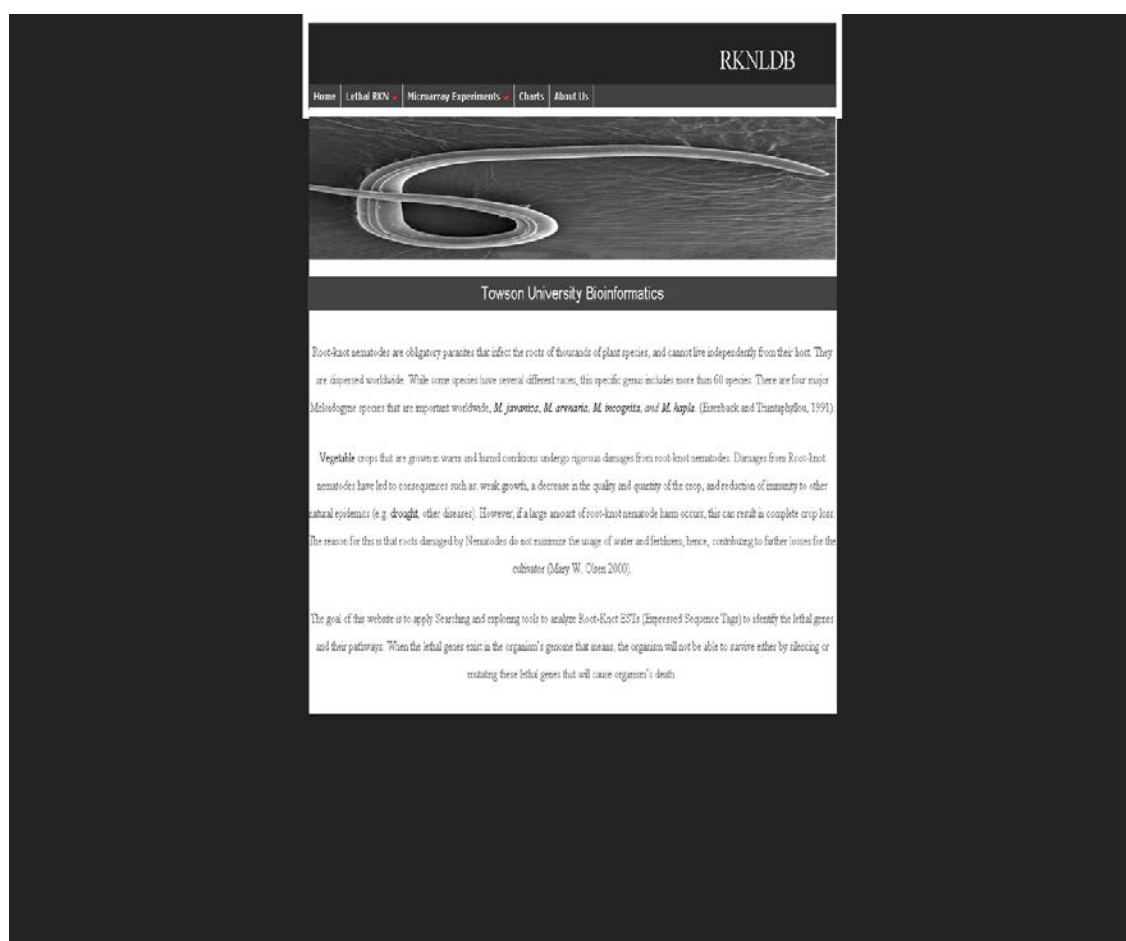 RKNLDB
Home Lethal RKN Microarray Experiments Charts About Us
Towson University Bioinformatics
Root-knot nematodes are obligatory parasites that infect the roots of thousands of plant species, and cannot live independently from their host. They
are dispersed worldwide. While some species have several different races, this specific genus includes more than 60 species. There are four major
Meloidogyne species that are important worldwide, M. javanica, M. arenaria, M. incognita, and M. hapla. (Eisenback and Triantaphyllou, 1991).
Vegetable crops that are grown in warm and humid conditions undergo rigorous damages from root-knot nematodes. Damages from Root-knot
nematodes have led to consequences such as: weak growth, a decrease in the quality and quantity of the crop, and reduction of immunity to other
natural epidemics (e.g. drought, other diseases). However, if a large amount of root-knot nematode harm occurs, this can result in complete crop loss.
The reason for this is that roots damaged by Nematodes do not maximize the usage of water and fertilizers, hence, contributing to further losses for the
cultivator (Mary W. Olsen 2000).
The goal of this website is to apply Searching and exploring tools to analyze Root-Knot ESTs (Expressed Sequence Tags) to identify the lethal genes
and their pathways. When the lethal genes exist in the organism's genome that means, the organism will not be able to survive either by silencing or
mutating these lethal genes that will cause organism's death.